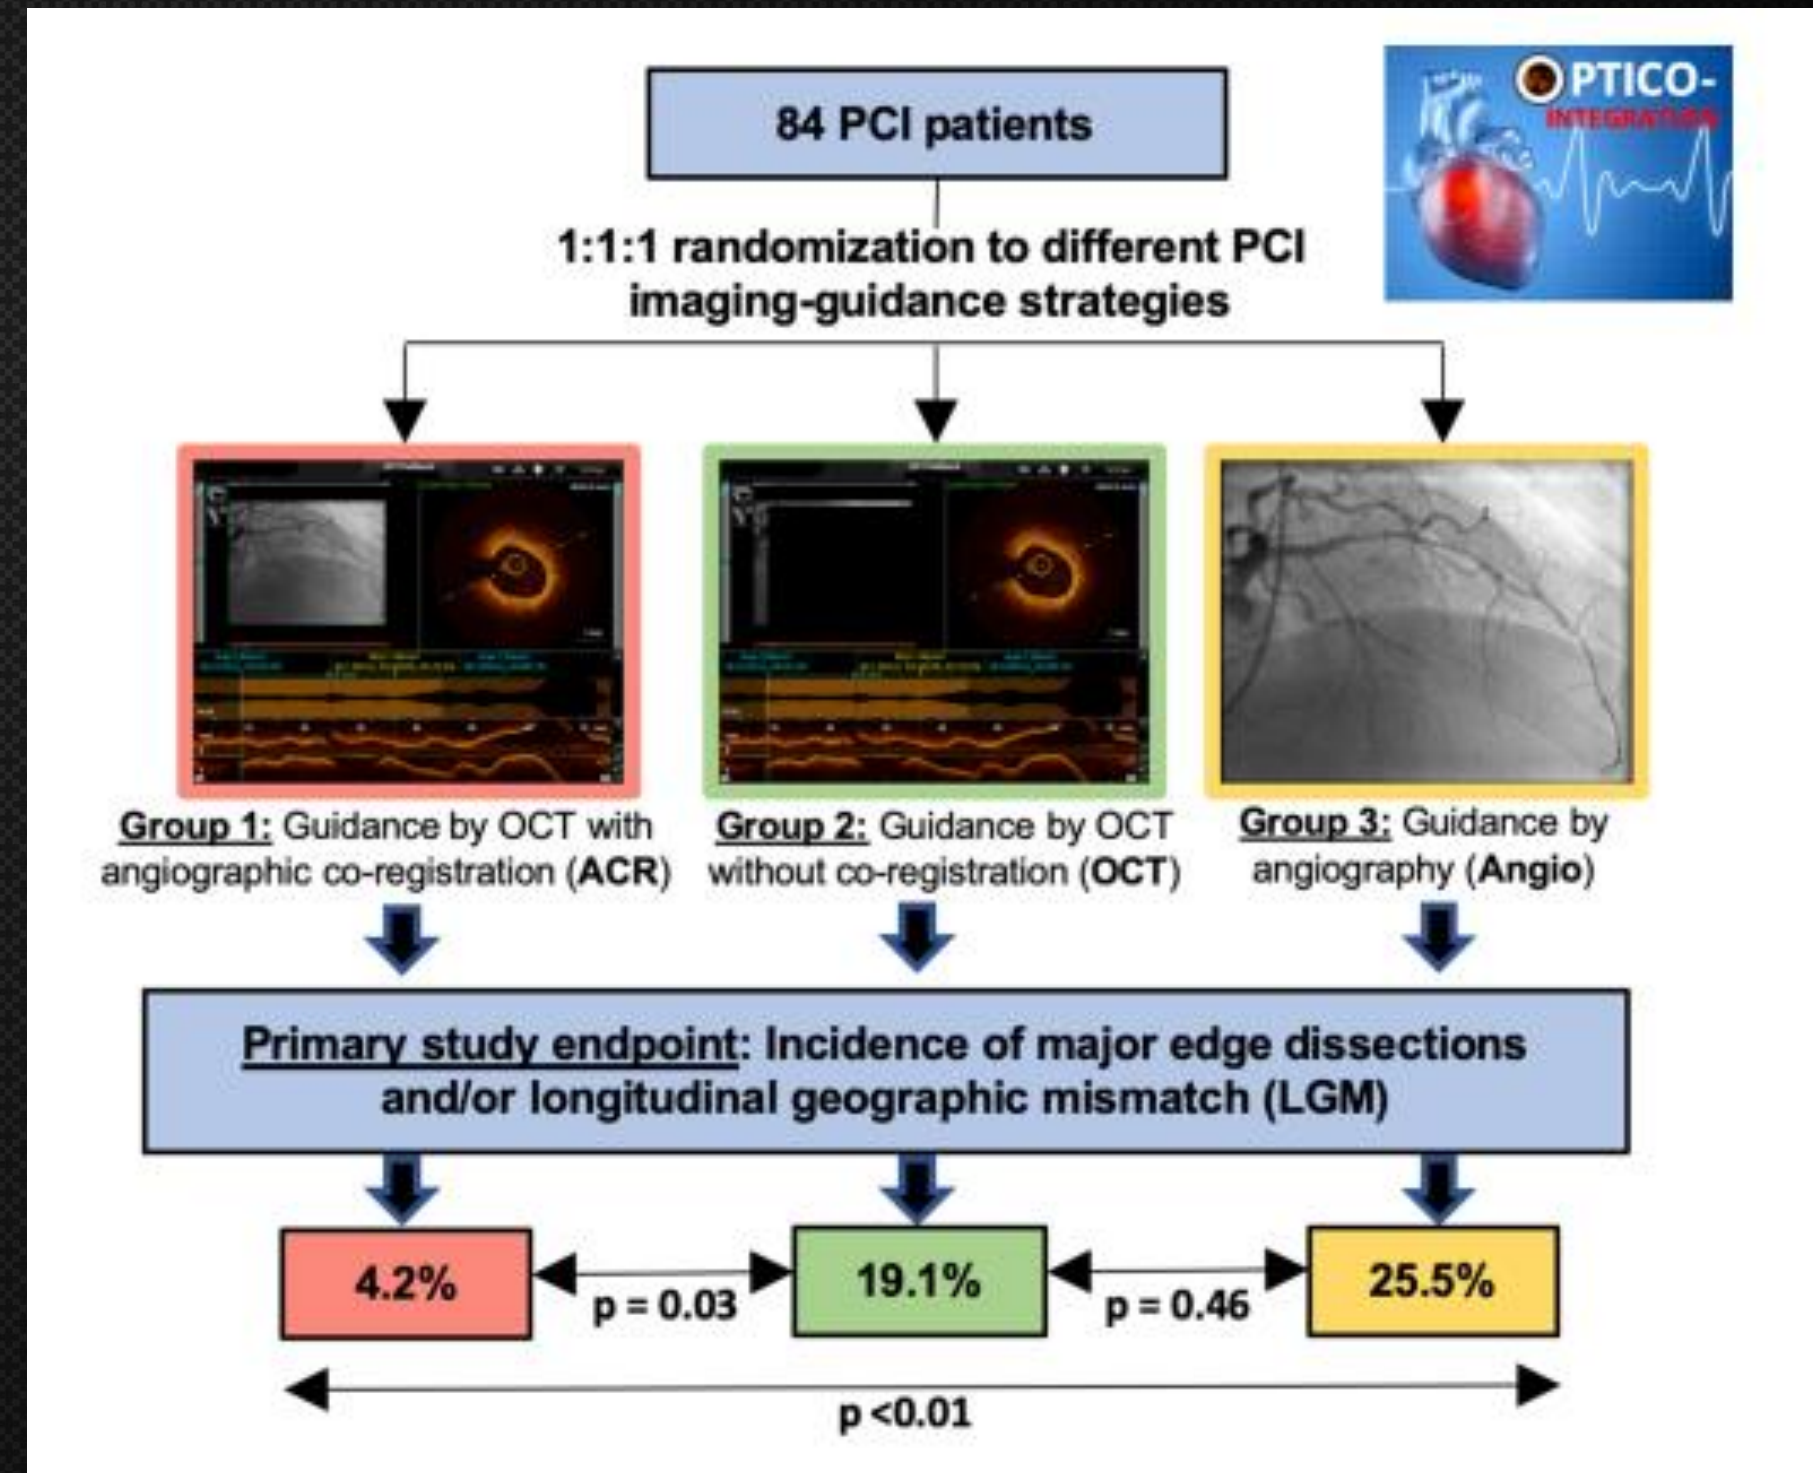 PTICO-
INTEGRATION
84 PCI patients
1:1:1 randomization to different PCI
imaging-guidance strategies
Group 1: Guidance by OCT with
angiographic co-registration (ACR)
Group 2: Guidance by OCT
without co-registration (OCT)
Group 3: Guidance by
angiography (Angio)
Primary study endpoint: Incidence of major edge dissections
and/or longitudinal geographic mismatch (LGM)
4.2%
p = 0.03
19.1%
p = 0.46
25.5%
p <0.01